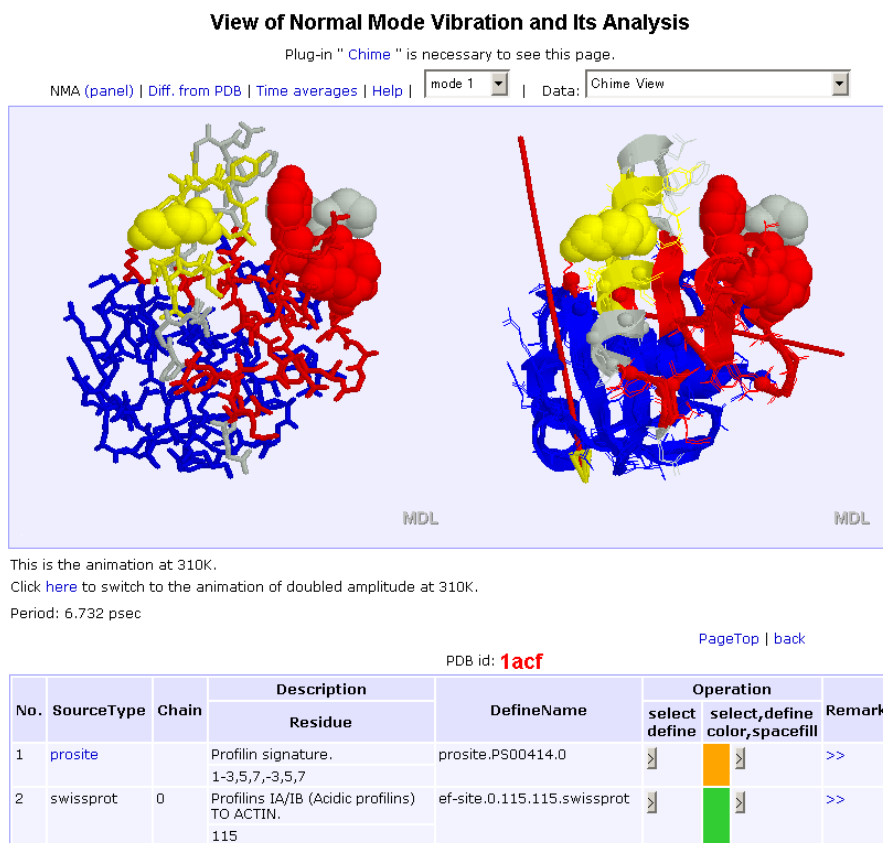 View of Normal Mode Vibration and Its Analysis
Plug-in " Chime " is necessary to see this page.
NMA (panel) | Diff. from PDB | Time averages | Help | mode 1 | Data: Chime View
MDL MDL
This is the animation at 310K.
Click here to switch to the animation of doubled amplitude at 310K.
Period: 6.732 psec
PageTop | back
PDB id: 1acf
No. SourceType Chain Description DefineName Operation Remark
Residue select define select,define color,spacefill
1 prosite Profilin signature. prosite.PS00414.0 > > >>
1-3,5,7,-3,5,7
2 swissprot 0 Profilins IA/IB (Acidic profilins) ef-site.0.115.115.swissprot > > >>
TO ACTIN.
115